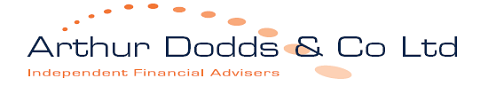 Arthur Dodds & Co Ltd
Independent Financial Advisers